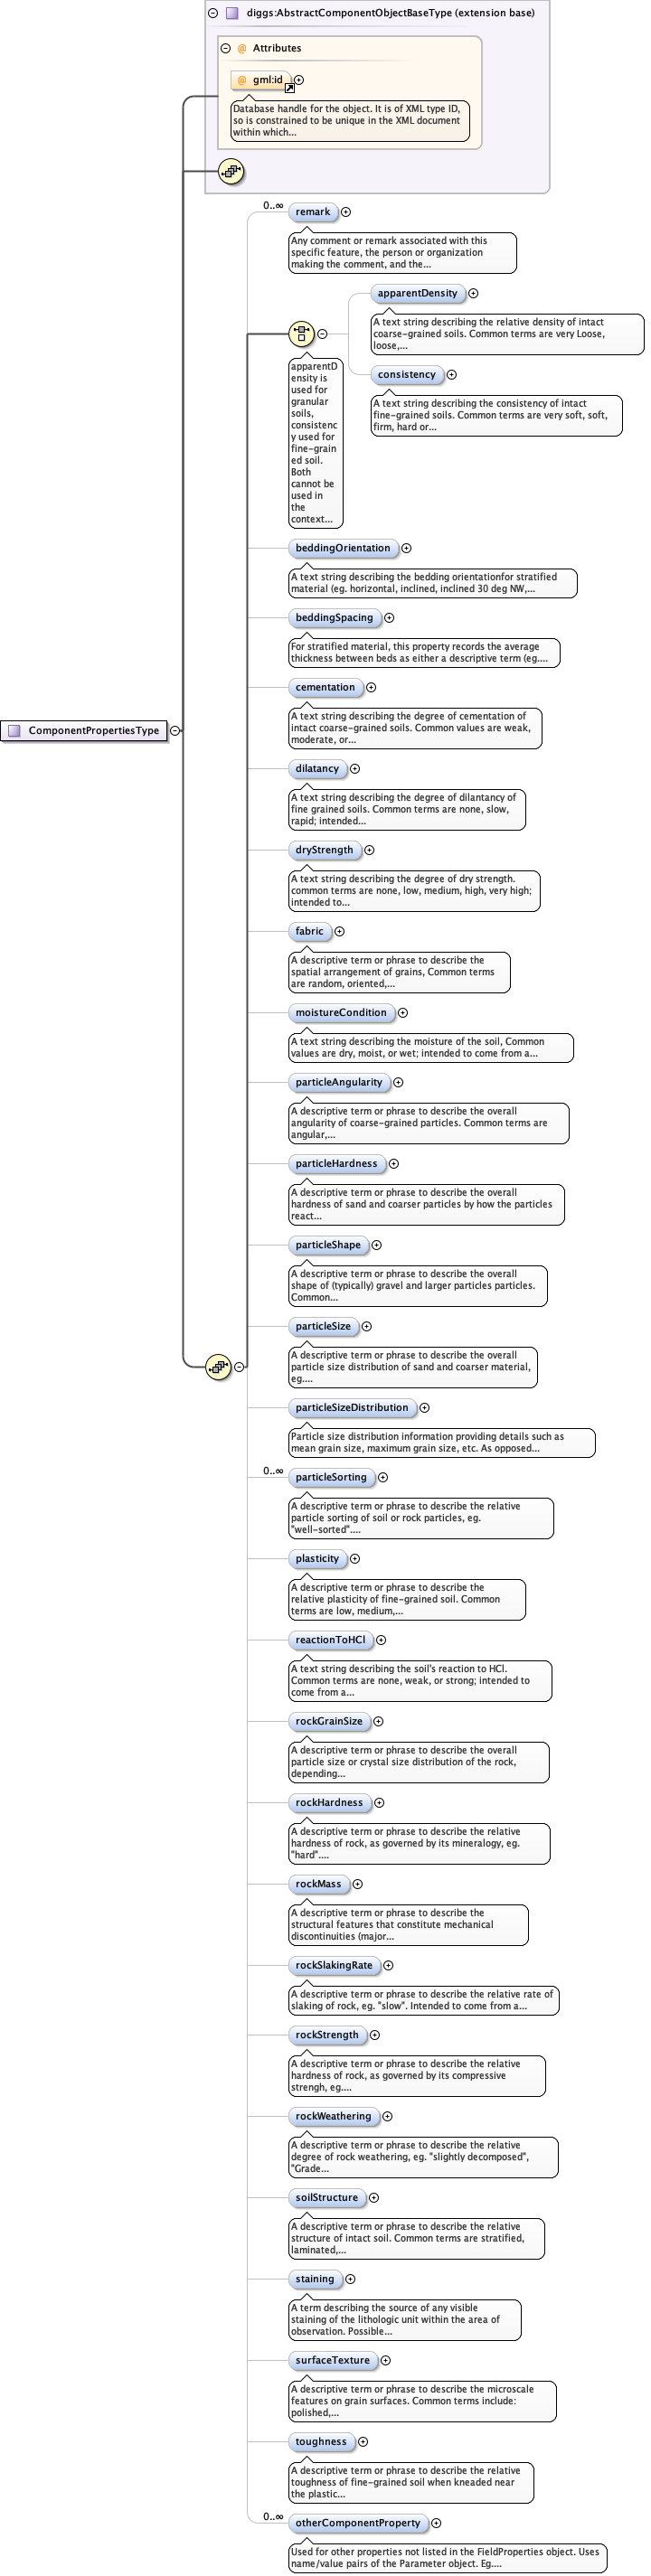 diggs:AbstractComponentObjectBaseType (extension base)
@ Attributes
@ gml:id
Database handle for the object. It is of XML type ID,
so is constrained to be unique in the XML document
within which...
0..∞
remark
Any comment or remark associated with this
specific feature, the person or organization
making the comment, and the...
apparentDensity
A text string describing the relative density of intact
coarse-grained soils. Common terms are very Loose,
loose,...
consistency
A text string describing the consistency of intact
fine-grained soils. Common terms are very soft, soft,
firm, hard or...
apparentD
ensity is
used for
granular
soils,
consistenc
y used for
fine-grain
ed soil.
Both
cannot be
used in
the
context...
beddingOrientation
A text string describing the bedding orientationfor stratified
material (eg. horizontal, inclined, inclined 30 deg NW,...
beddingSpacing
For stratified material, this property records the average
thickness between beds as either a descriptive term (eg....
cementation
A text string describing the degree of cementation of
intact coarse-grained soils. Common values are weak,
moderate, or...
ComponentPropertiesType
dilatancy
A text string describing the degree of dilantancy of
fine grained soils. Common terms are none, slow,
rapid; intended...
dryStrength
A text string describing the degree of dry strength.
common terms are none, low, medium, high, very high;
intended to...
fabric
A descriptive term or phrase to describe the
spatial arrangement of grains, Common terms
are random, oriented,...
moistureCondition
A text string describing the moisture of the soil, Common
values are dry, moist, or wet; intended to come from a...
particleAngularity
A descriptive term or phrase to describe the overall
angularity of coarse-grained particles. Common terms are
angular,...
particleHardness
A descriptive term or phrase to describe the overall
hardness of sand and coarser particles by how the particles
react...
particleShape
A descriptive term or phrase to describe the overall
shape of (typically) gravel and larger particles particles.
Common...
particleSize
A descriptive term or phrase to describe the overall
particle size distribution of sand and coarser material,
eg....
particleSizeDistribution
Particle size distribution information providing details such as
mean grain size, maximum grain size, etc. As opposed...
0..∞
particleSorting
A descriptive term or phrase to describe the relative
particle sorting of soil or rock particles, eg.
"well-sorted"....
plasticity
A descriptive term or phrase to describe the
relative plasticity of fine-grained soil. Common
terms are low, medium,...
reactionToHCl
A text string describing the soil's reaction to HCl.
Common terms are none, weak, or strong; intended to
come from a...
rockGrainSize
A descriptive term or phrase to describe the overall
particle size or crystal size distribution of the rock,
depending...
rockHardness
A descriptive term or phrase to describe the relative
hardness of rock, as governed by its mineralogy, eg.
"hard"....
rockMass
A descriptive term or phrase to describe the
structural features that constitute mechanical
discontinuities (major...
rockSlakingRate
A descriptive term or phrase to describe the relative rate of
slaking of rock, eg. "slow". Intended to come from a...
rockStrength
A descriptive term or phrase to describe the relative
hardness of rock, as governed by its compressive
strengh, eg....
rockWeathering
A descriptive term or phrase to describe the relative
degree of rock weathering, eg. "slightly decomposed",
"Grade...
soilStructure
A descriptive term or phrase to describe the relative
structure of intact soil. Common terms are stratified,
laminated,...
staining
A term describing the source of any visible
staining of the lithologic unit within the area of
observation. Possible...
surfaceTexture
A descriptive term or phrase to describe the microscale
features on grain surfaces. Common terms include:
polished,...
toughness
A descriptive term or phrase to describe the relative
toughness of fine-grained soil when kneaded near
the plastic...
0..∞
otherComponentProperty
Used for other properties not listed in the FieldProperties object. Uses
name/value pairs of the Parameter object. Eg....